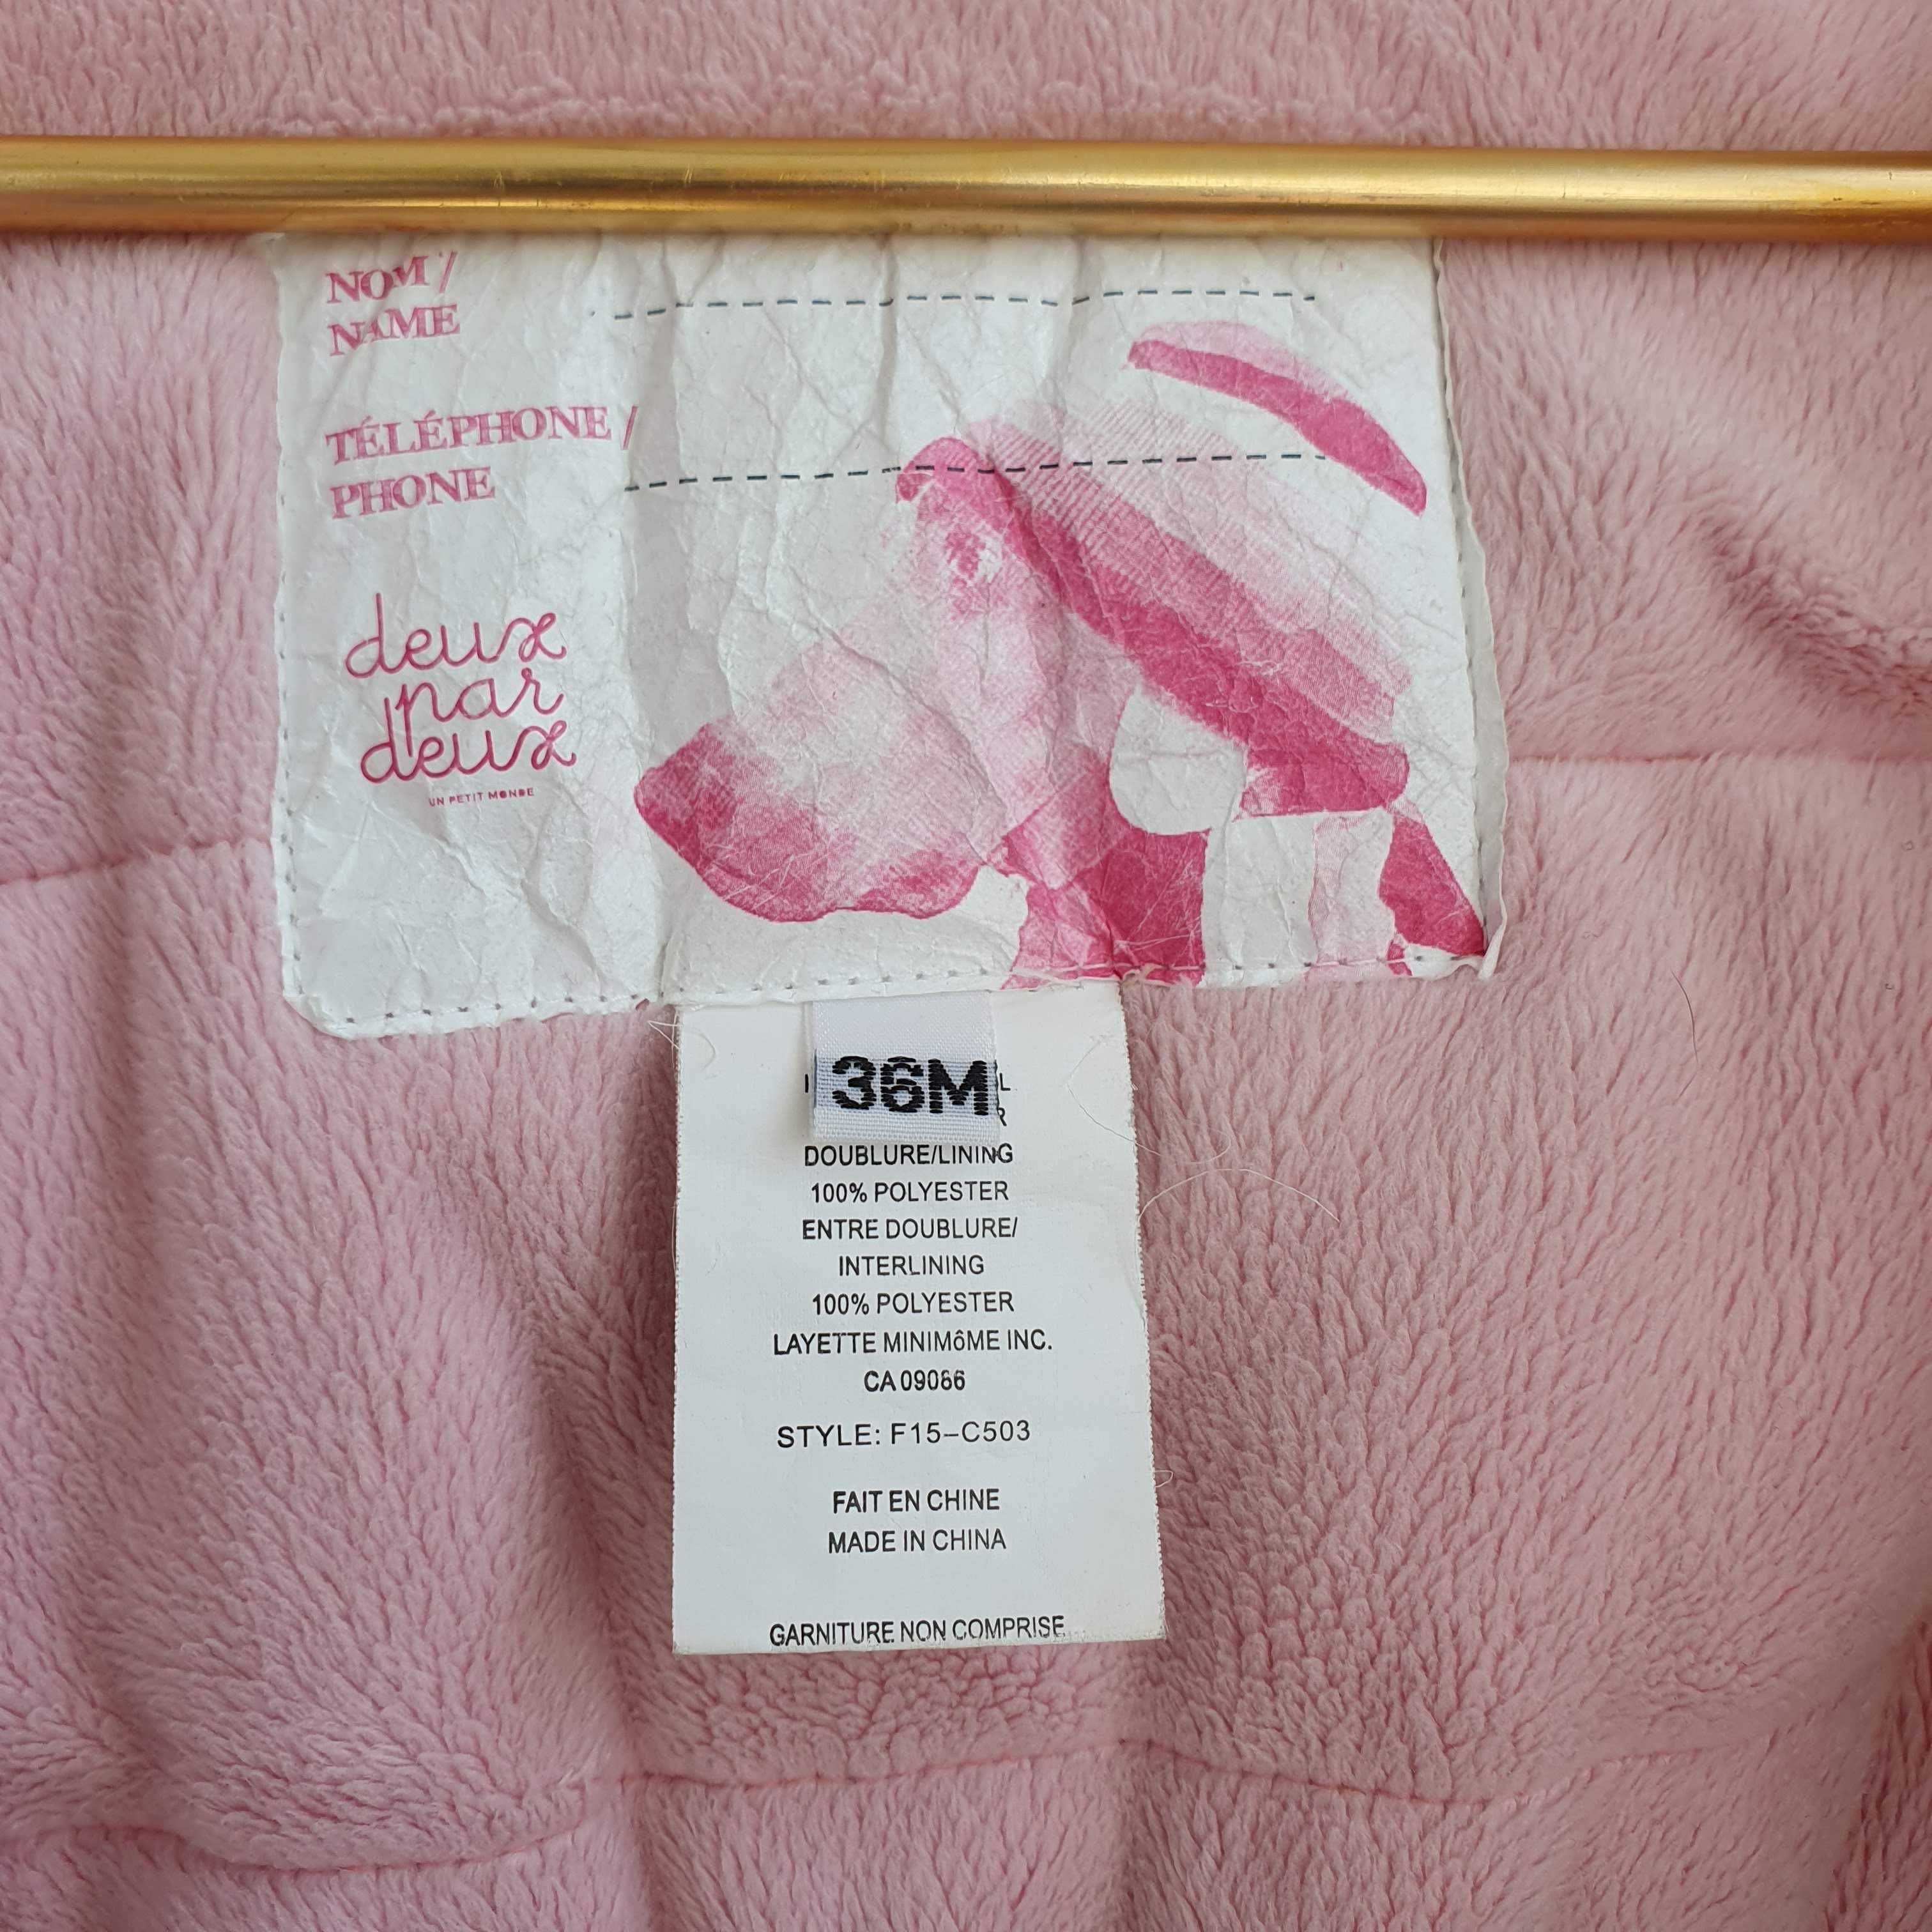 NOM /
NAME
TÉLÉPHONE /
PHONE
deux
par
deux
UN PETIT MONDE
36M
DOUBLURE/LINING
100% POLYESTER
ENTRE DOUBLURE/
INTERLINING
100% POLYESTER
LAYETTE MINIMôME INC.
CA 09086
STYLE: F15-C503
FAIT EN CHINE
MADE IN CHINA
GARNITURE NON COMPRISE